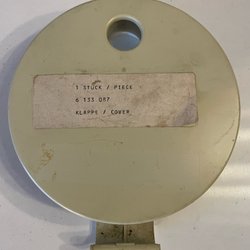 1 STÜCK / PIECE
6 133 087
KLAPPE / COVER